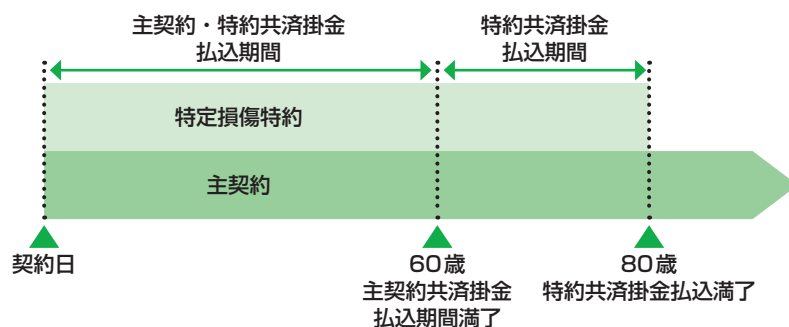 主契約・特約共済掛金
払込期間
特約共済掛金
払込期間
特定損傷特約
主契約
契約日
60歳
主契約共済掛金
払込期間満了
80歳
特約共済掛金払込満了